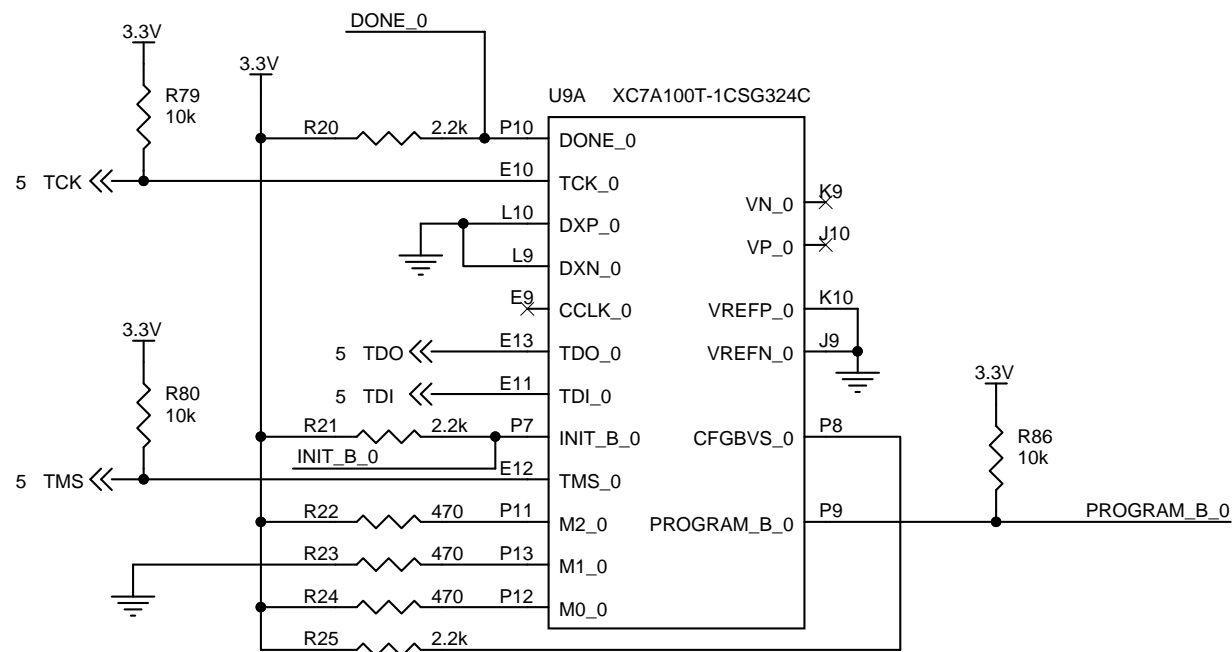 DONE_0
3.3V
3.3V
R79
10k
U9A XC7A100T-1CSG324C
R20 2.2k P10 DONE_0
5 TCK E10 TCK_0
VN_0 K9
L10 DXP_0
VP_0 J10
L9 DXN_0
E9 CCLK_0
VREFP_0 K10
3.3V
5 TDO E13 TDO_0
VREFN_0 J9
3.3V
R80
10k
5 TDI E11 TDI_0
R21 2.2k P7 INIT_B_0
CFGBVS_0 P8
R86
10k
INIT_B_0
5 TMS E12 TMS_0
R22 470 P11 M2_0
PROGRAM_B_0 P9
PROGRAM_B_0
R23 470 P13 M1_0
R24 470 P12 M0_0
R25 2.2k